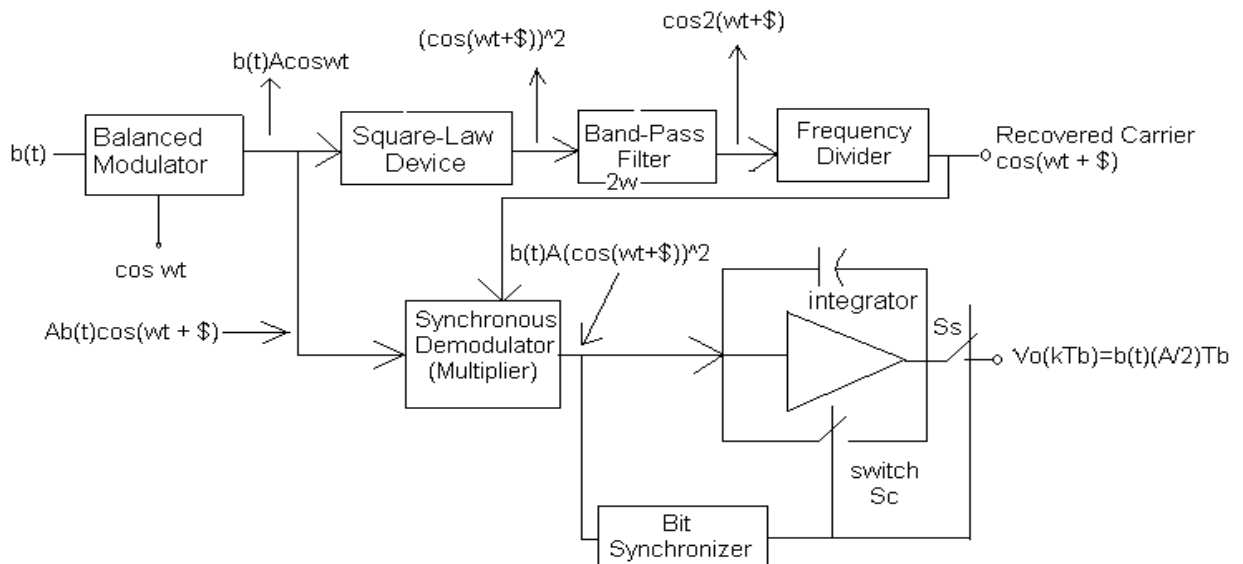 cos2(wt+$)
(cos(wt+$))^2
b(t)Acoswt
b(t)
Balanced
Modulator
Square-Law
Device
Band-Pass
Filter
2w
Frequency
Divider
Recovered Carrier
cos(wt + $)
cos wt
b(t)A(cos(wt+$))^2
Ab(t)cos(wt + $)
Synchronous
Demodulator
(Multiplier)
integrator
Ss
Vo(kTb)=b(t)(A/2)Tb
switch
Sc
Bit
Synchronizer